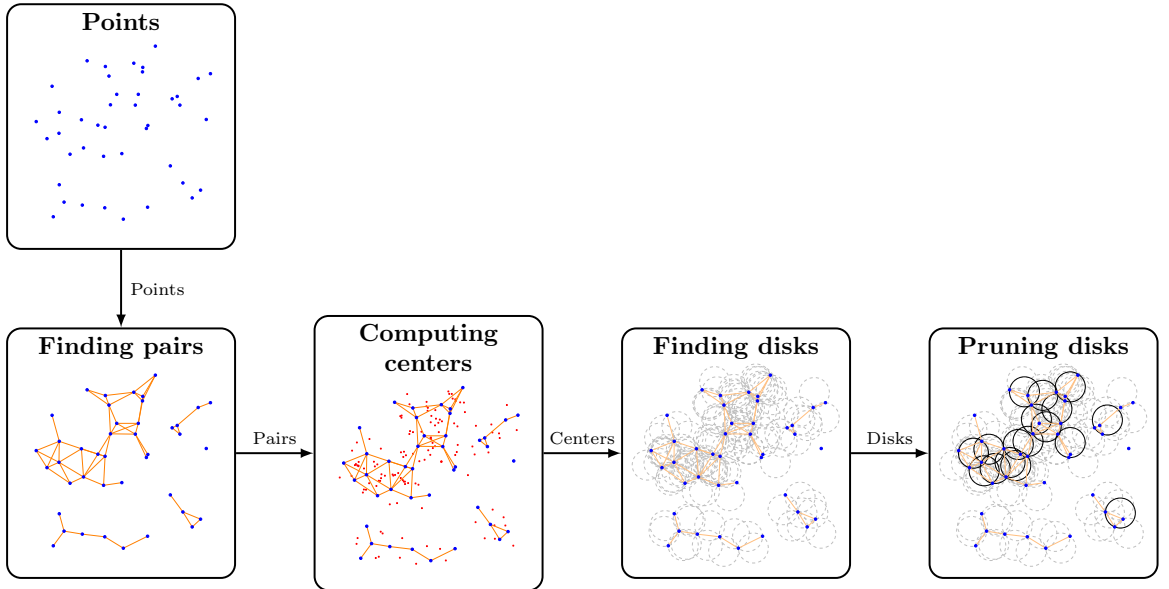 Points
Points
Finding pairs
Pairs
Computing
centers
Centers
Finding disks
Disks
Pruning disks